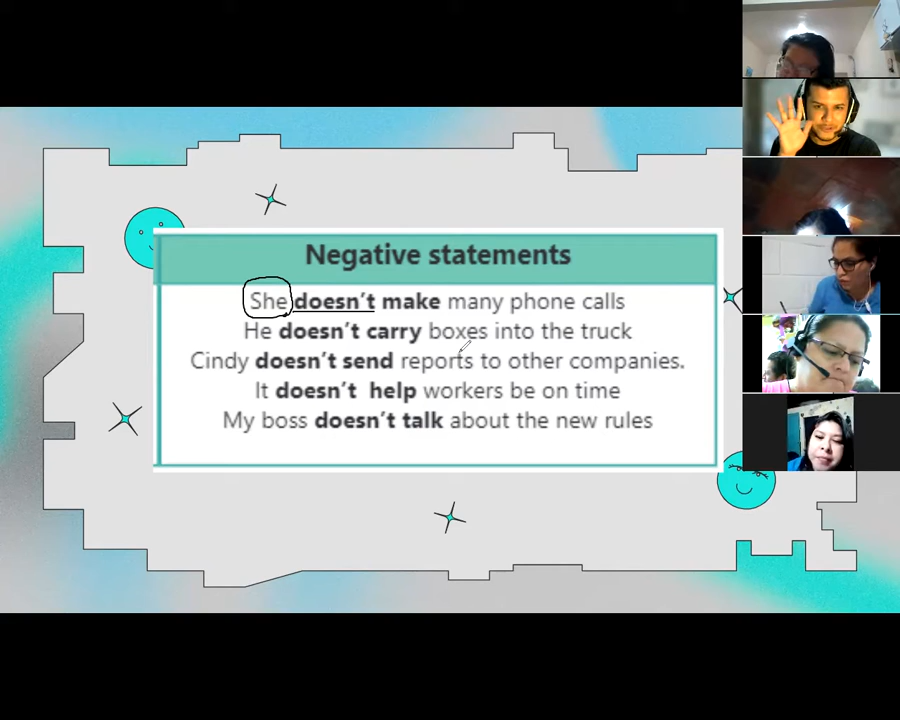 Negative statements
She doesn't make many phone calls
He doesn't carry boxes into the truck
Cindy doesn't send reports to other companies.
It doesn't help workers be on time
My boss doesn't talk about the new rules